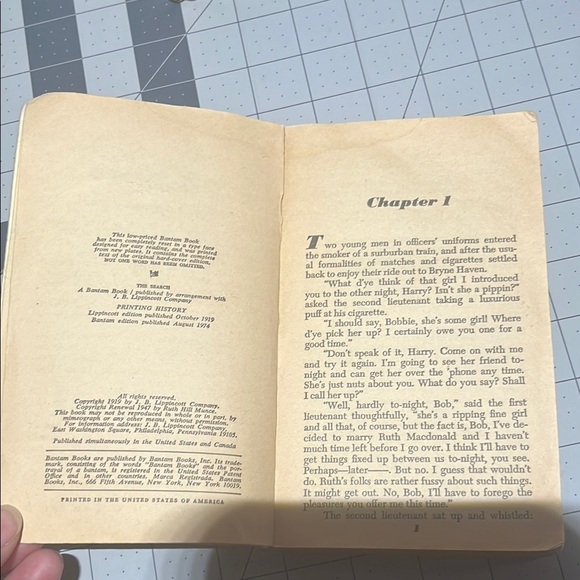 This low-priced Bantam Book
has been completely reset in a type face
designed for easy reading, and was printed
from new plates. It contains the complete
text of the original hard-cover edition.
NOT ONE WORD HAS BEEN OMITTED.
THE SEARCH
A Bantam Book / published by arrangement with
J. B. Lippincott Company
PRINTING HISTORY
Lippincott edition published October 1919
Bantam edition published August 1974
All rights reserved.
Copyright 1919 by J. B. Lippincott Company.
Copyright Renewal 1947 by Ruth Hill Munce.
This book may not be reproduced in whole or in part, by
mimeograph or any other means, without permission.
For information address: J. B. Lippincott Company,
East Washington Square, Philadelphia, Pennsylvania 19105.
Published simultaneously in the United States and Canada
Bantam Books are published by Bantam Books, Inc. Its trade-
mark, consisting of the words "Bantam Books" and the por-
trayal of a bantam, is registered in the United States Patent
Office and in other countries. Marca Registrada. Bantam
Books, Inc., 666 Fifth Avenue, New York, New York 10019.
PRINTED IN THE UNITED STATES OF AMERICA
Chapter 1
Two young men in officers' uniforms entered
the smoker of a surburban train, and after the usu-
al formalities of matches and cigarettes settled
back to enjoy their ride out to Bryne Haven.
"What d'ye think of that girl I introduced
you to the other night, Harry? Isn't she a pippin?"
asked the second lieutenant taking a luxurious
puff at his cigarette.
"I should say, Bobbie, she's some girl! Where
d'ye pick her up? I certainly owe you one for a
good time."
"Don't speak of it, Harry. Come on with me
and try it again. I'm going to see her friend to-
night and can get her over the 'phone any time.
She's just nuts about you. What do you say? Shall
I call her up?"
"Well, hardly to-night, Bob," said the first
lieutenant thoughtfully, "she's a ripping fine girl
and all that, of course, but the fact is, Bob, I've de-
cided to marry Ruth Macdonald and I haven't
much time left before I go over. I think I'll have to
get things fixed up between us to-night, you see.
Perhaps—later——. But no. I guess that wouldn't
do. Ruth's folks are rather fussy about such things.
It might get out. No, Bob, I'll have to forego the
pleasures you offer me this time."
The second lieutenant sat up and whistled:
1